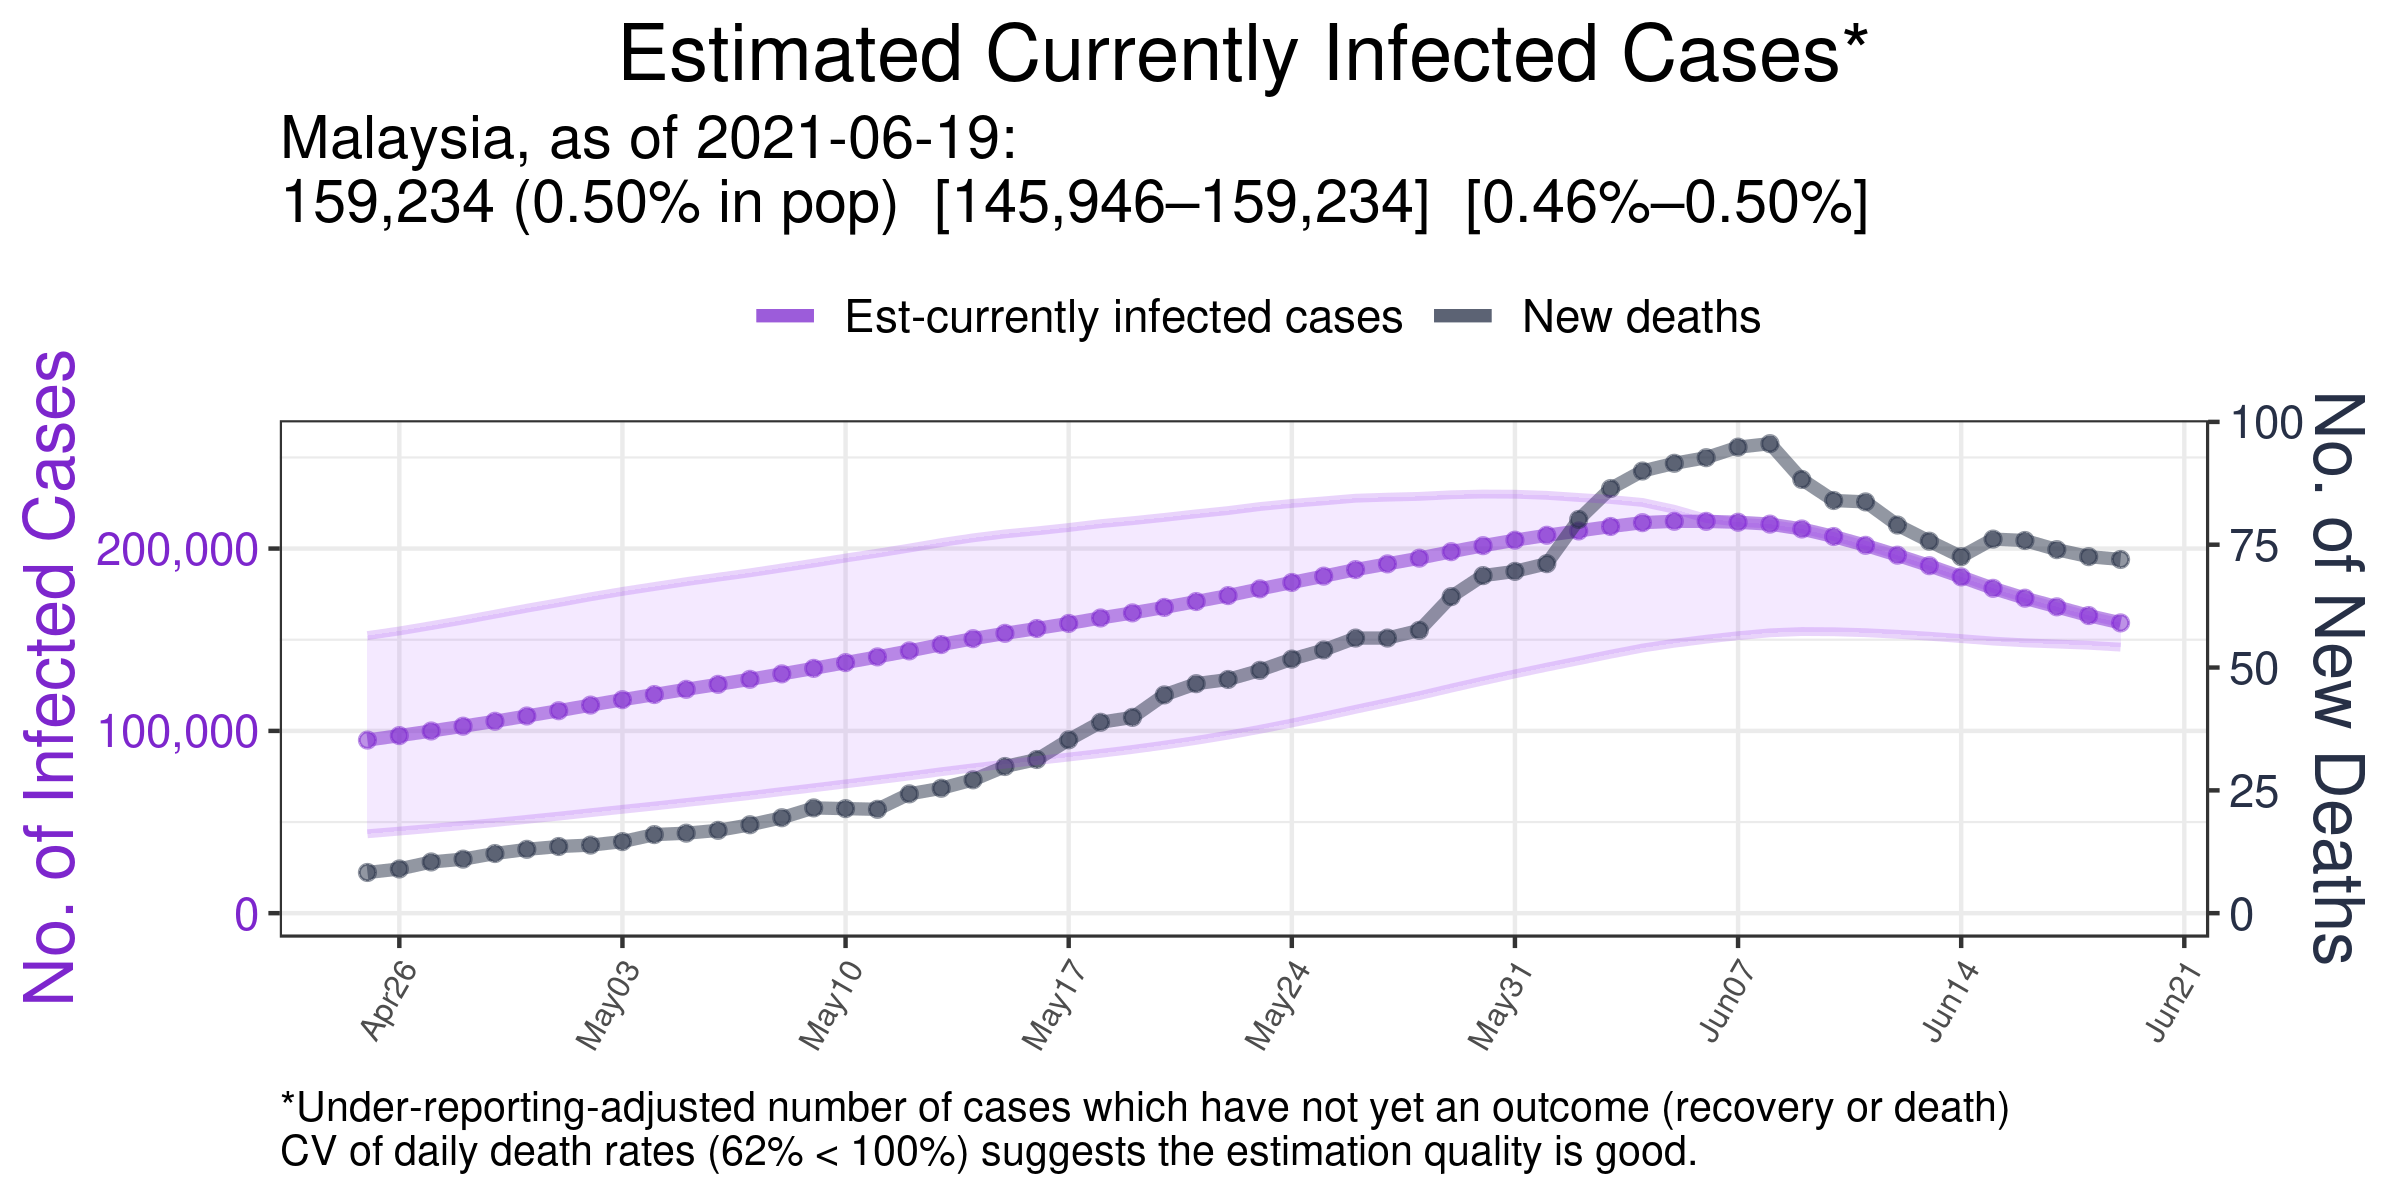 Estimated Currently Infected Cases*
Malaysia, as of 2021-06-19:
159,234 (0.50% in pop)  [145,946–159,234]  [0.46%–0.50%]
Est-currently infected cases
New deaths
No. of Infected Cases
200,000
100,000
0
100
75
50
25
0
No. of New Deaths
Apr26
May03
May10
May17
May24
May31
Jun07
Jun14
Jun21
*Under-reporting-adjusted number of cases which have not yet an outcome (recovery or death)
CV of daily death rates (62% < 100%) suggests the estimation quality is good.